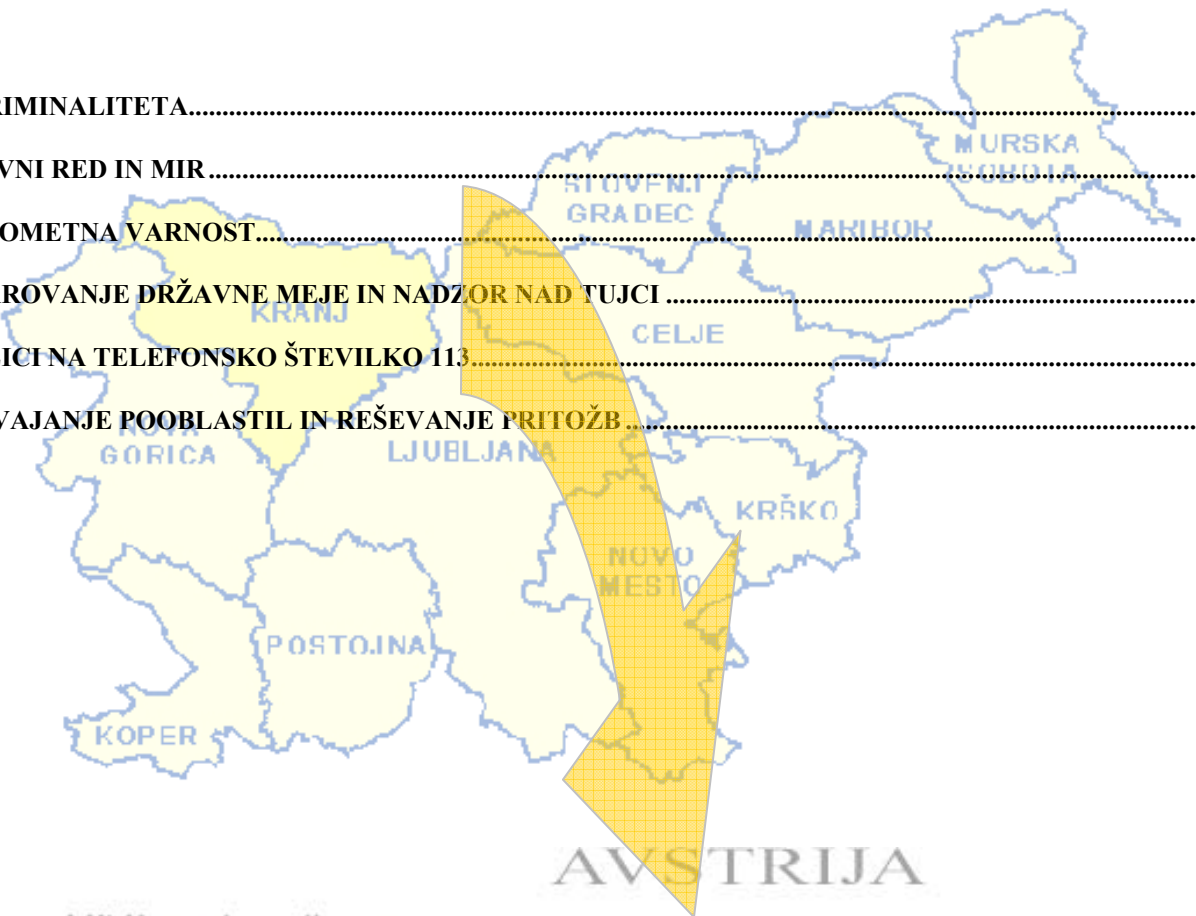 RIMINALITETA
VNI RED IN MIR
OMETNA VARNOST
ROVANJE DRŽAVNE MEJE IN NADZOR NAD TUJCI
ICI NA TELEFONSKO ŠTEVILKO 113
VAJANJE POOBLASTIL IN REŠEVANJE PRITOŽB
MURSKA
SOBOTA
SLOVENJ
GRADEC
MARIBOR
KRANJ
CELJE
NOVA
GORICA
LJUBLJANA
KRŠKO
NOVO
MESTO
POSTOJNA
KOPER
AVSTRIJA